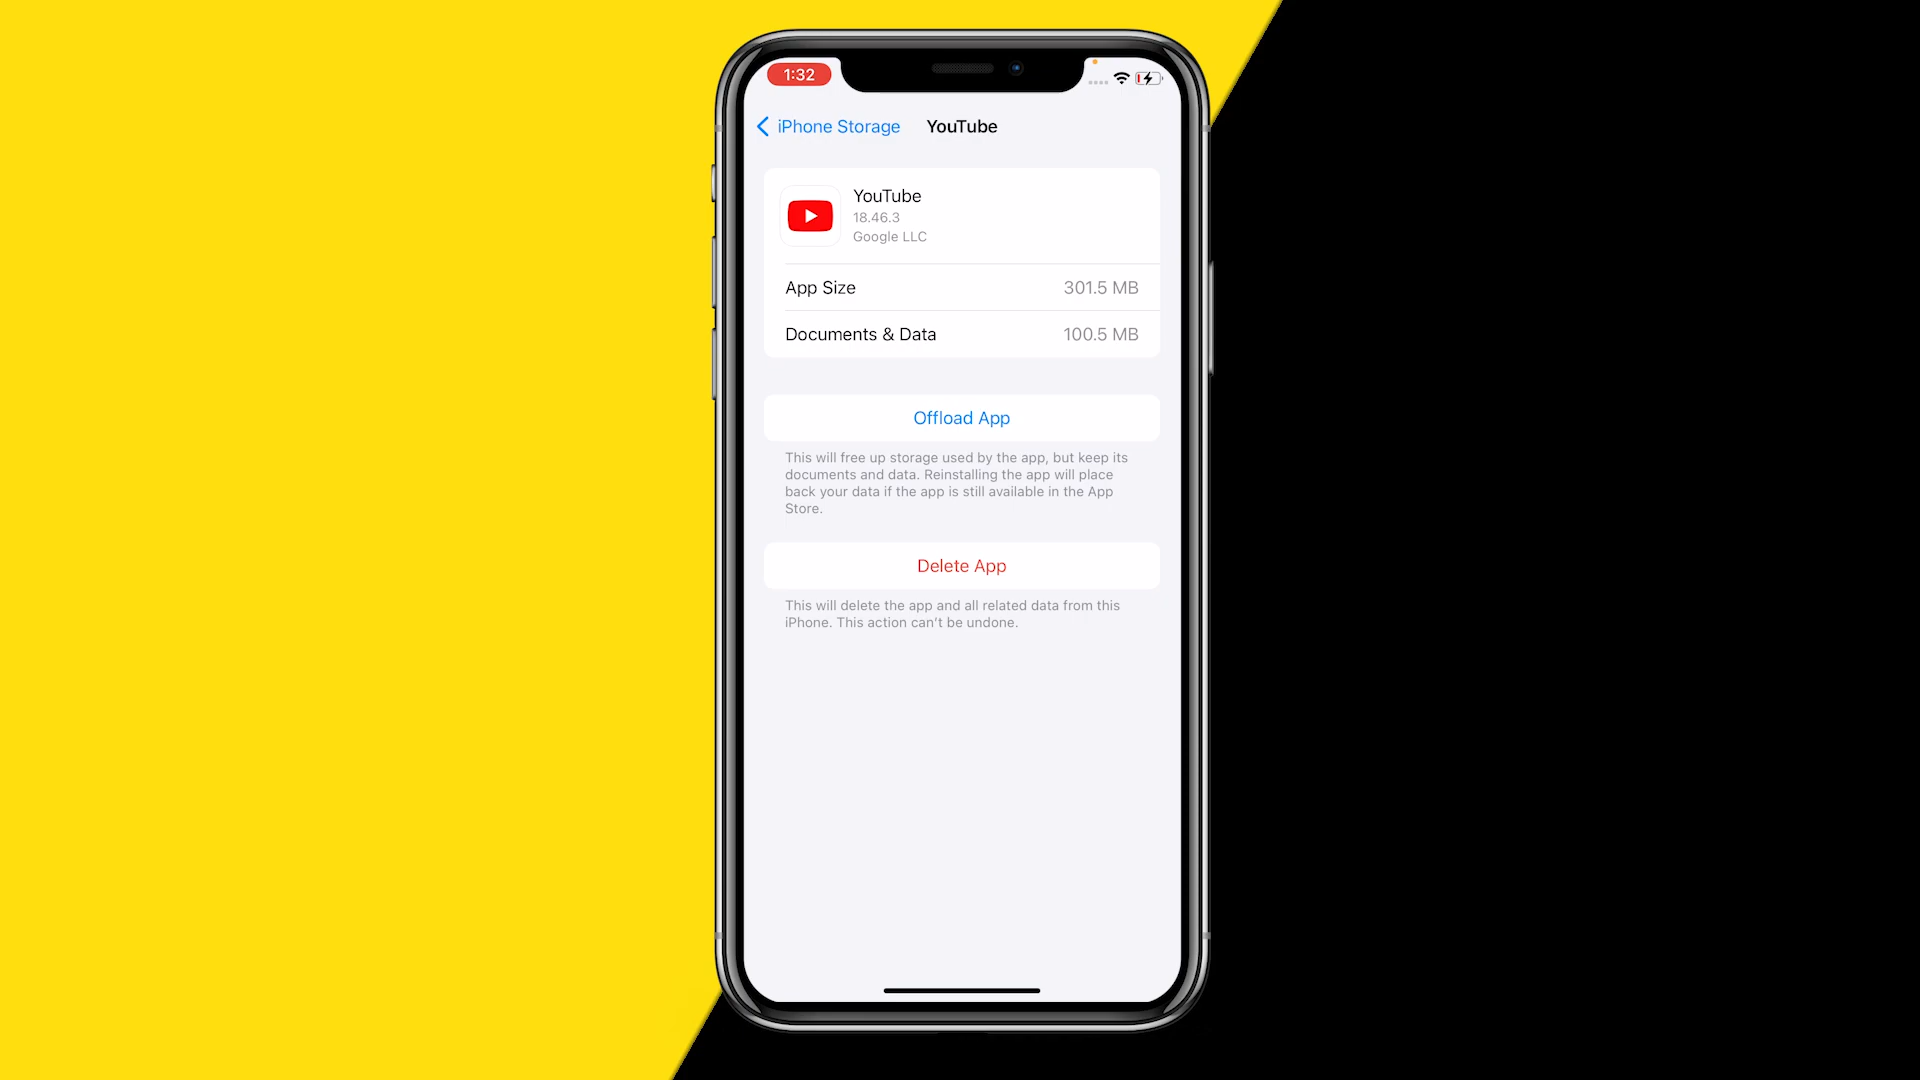 1:32
iPhone Storage YouTube
YouTube
18.46.3
Google LLC
App Size 301.5 MB
Documents & Data 100.5 MB
Offload App
This will free up storage used by the app, but keep its
documents and data. Reinstalling the app will place
back your data if the app is still available in the App
Store.
Delete App
This will delete the app and all related data from this
iPhone. This action can't be undone.